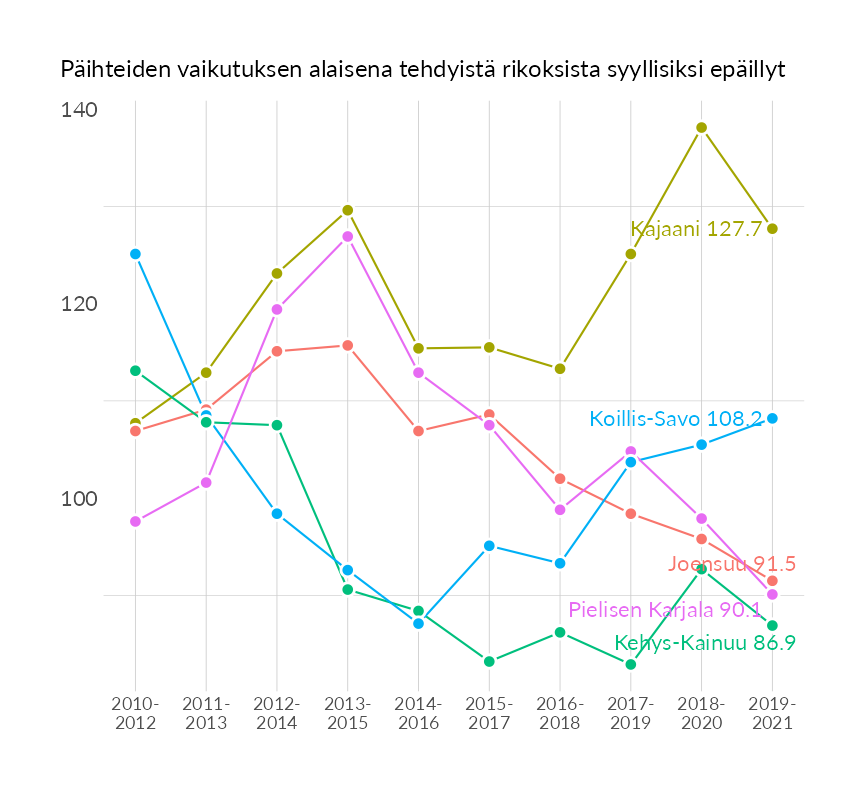 Päihteiden vaikutuksen alaisena tehdyistä rikoksista syyllisiksi epäillyt
140
120
100
Kajaani 127.7
Koillis-Savo 108.2
Joensuu 91.5
Pielisen Karjala 90.1
Kehys-Kainuu 86.9
2010- 2011- 2012- 2013- 2014- 2015- 2016- 2017- 2018- 2019-
2012 2013 2014 2015 2016 2017 2018 2019 2020 2021